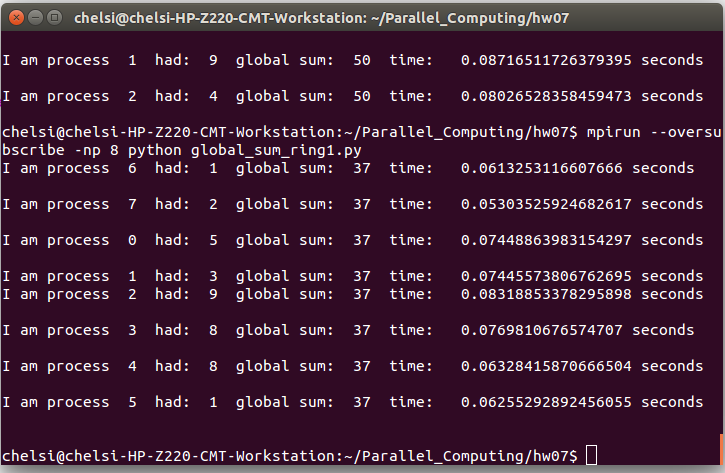 chelsi@chelsi-HP-Z220-CMT-Workstation: ~/Parallel_Computing/hw07
I am process  1  had:  9  global sum:  50  time:   0.08716511726379395 seconds
I am process  2  had:  4  global sum:  50  time:   0.08026528358459473 seconds
chelsi@chelsi-HP-Z220-CMT-Workstation:~/Parallel_Computing/hw07$ mpirun --oversu
bscribe -np 8 python global_sum_ring1.py
I am process  6  had:  1  global sum:  37  time:   0.0613253116607666 seconds
I am process  7  had:  2  global sum:  37  time:   0.05303525924682617 seconds
I am process  0  had:  5  global sum:  37  time:   0.07448863983154297 seconds
I am process  1  had:  3  global sum:  37  time:   0.07445573806762695 seconds
I am process  2  had:  9  global sum:  37  time:   0.08318853378295898 seconds
I am process  3  had:  8  global sum:  37  time:   0.0769810676574707 seconds
I am process  4  had:  8  global sum:  37  time:   0.06328415870666504 seconds
I am process  5  had:  1  global sum:  37  time:   0.06255292892456055 seconds
chelsi@chelsi-HP-Z220-CMT-Workstation:~/Parallel_Computing/hw07$